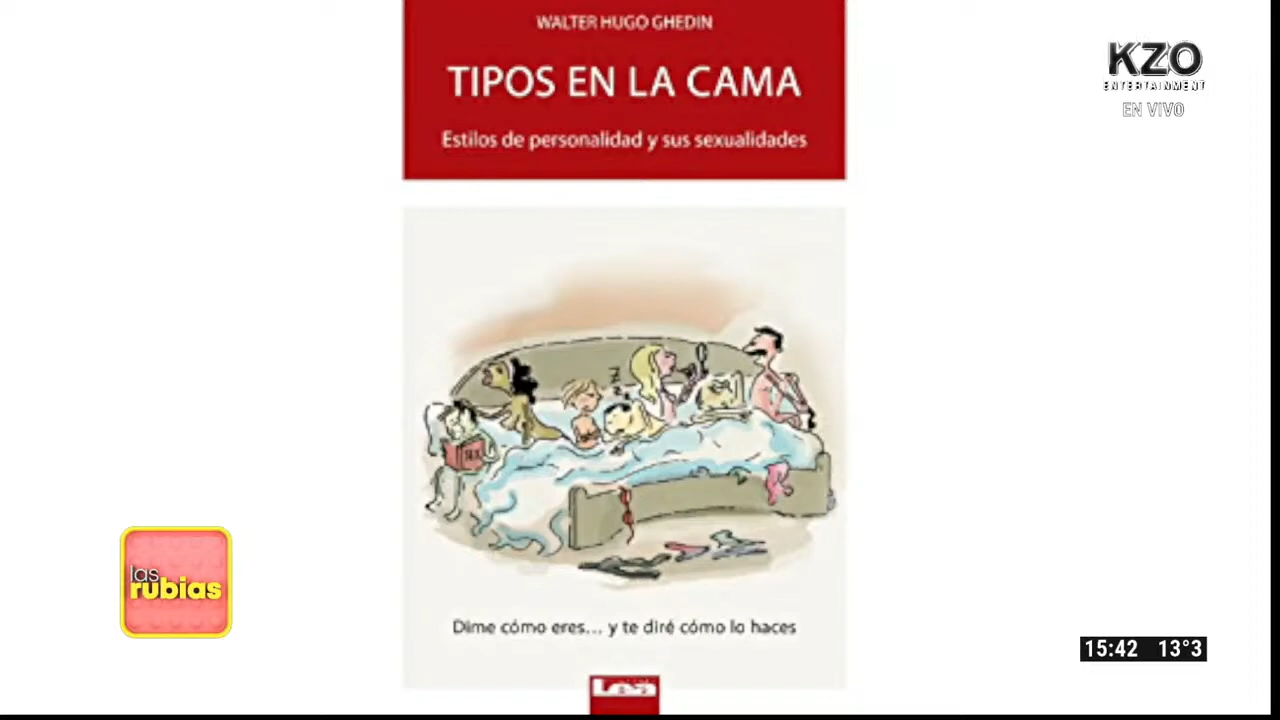 WALTER HUGO GHEDIN
TIPOS EN LA CAMA
Estilos de personalidad y sus sexualidades
KZO
ENTERTAINMENT
EN VIVO
Dime cómo eres... y te diré cómo lo haces
Lea
las
rubias
15:42 13°3